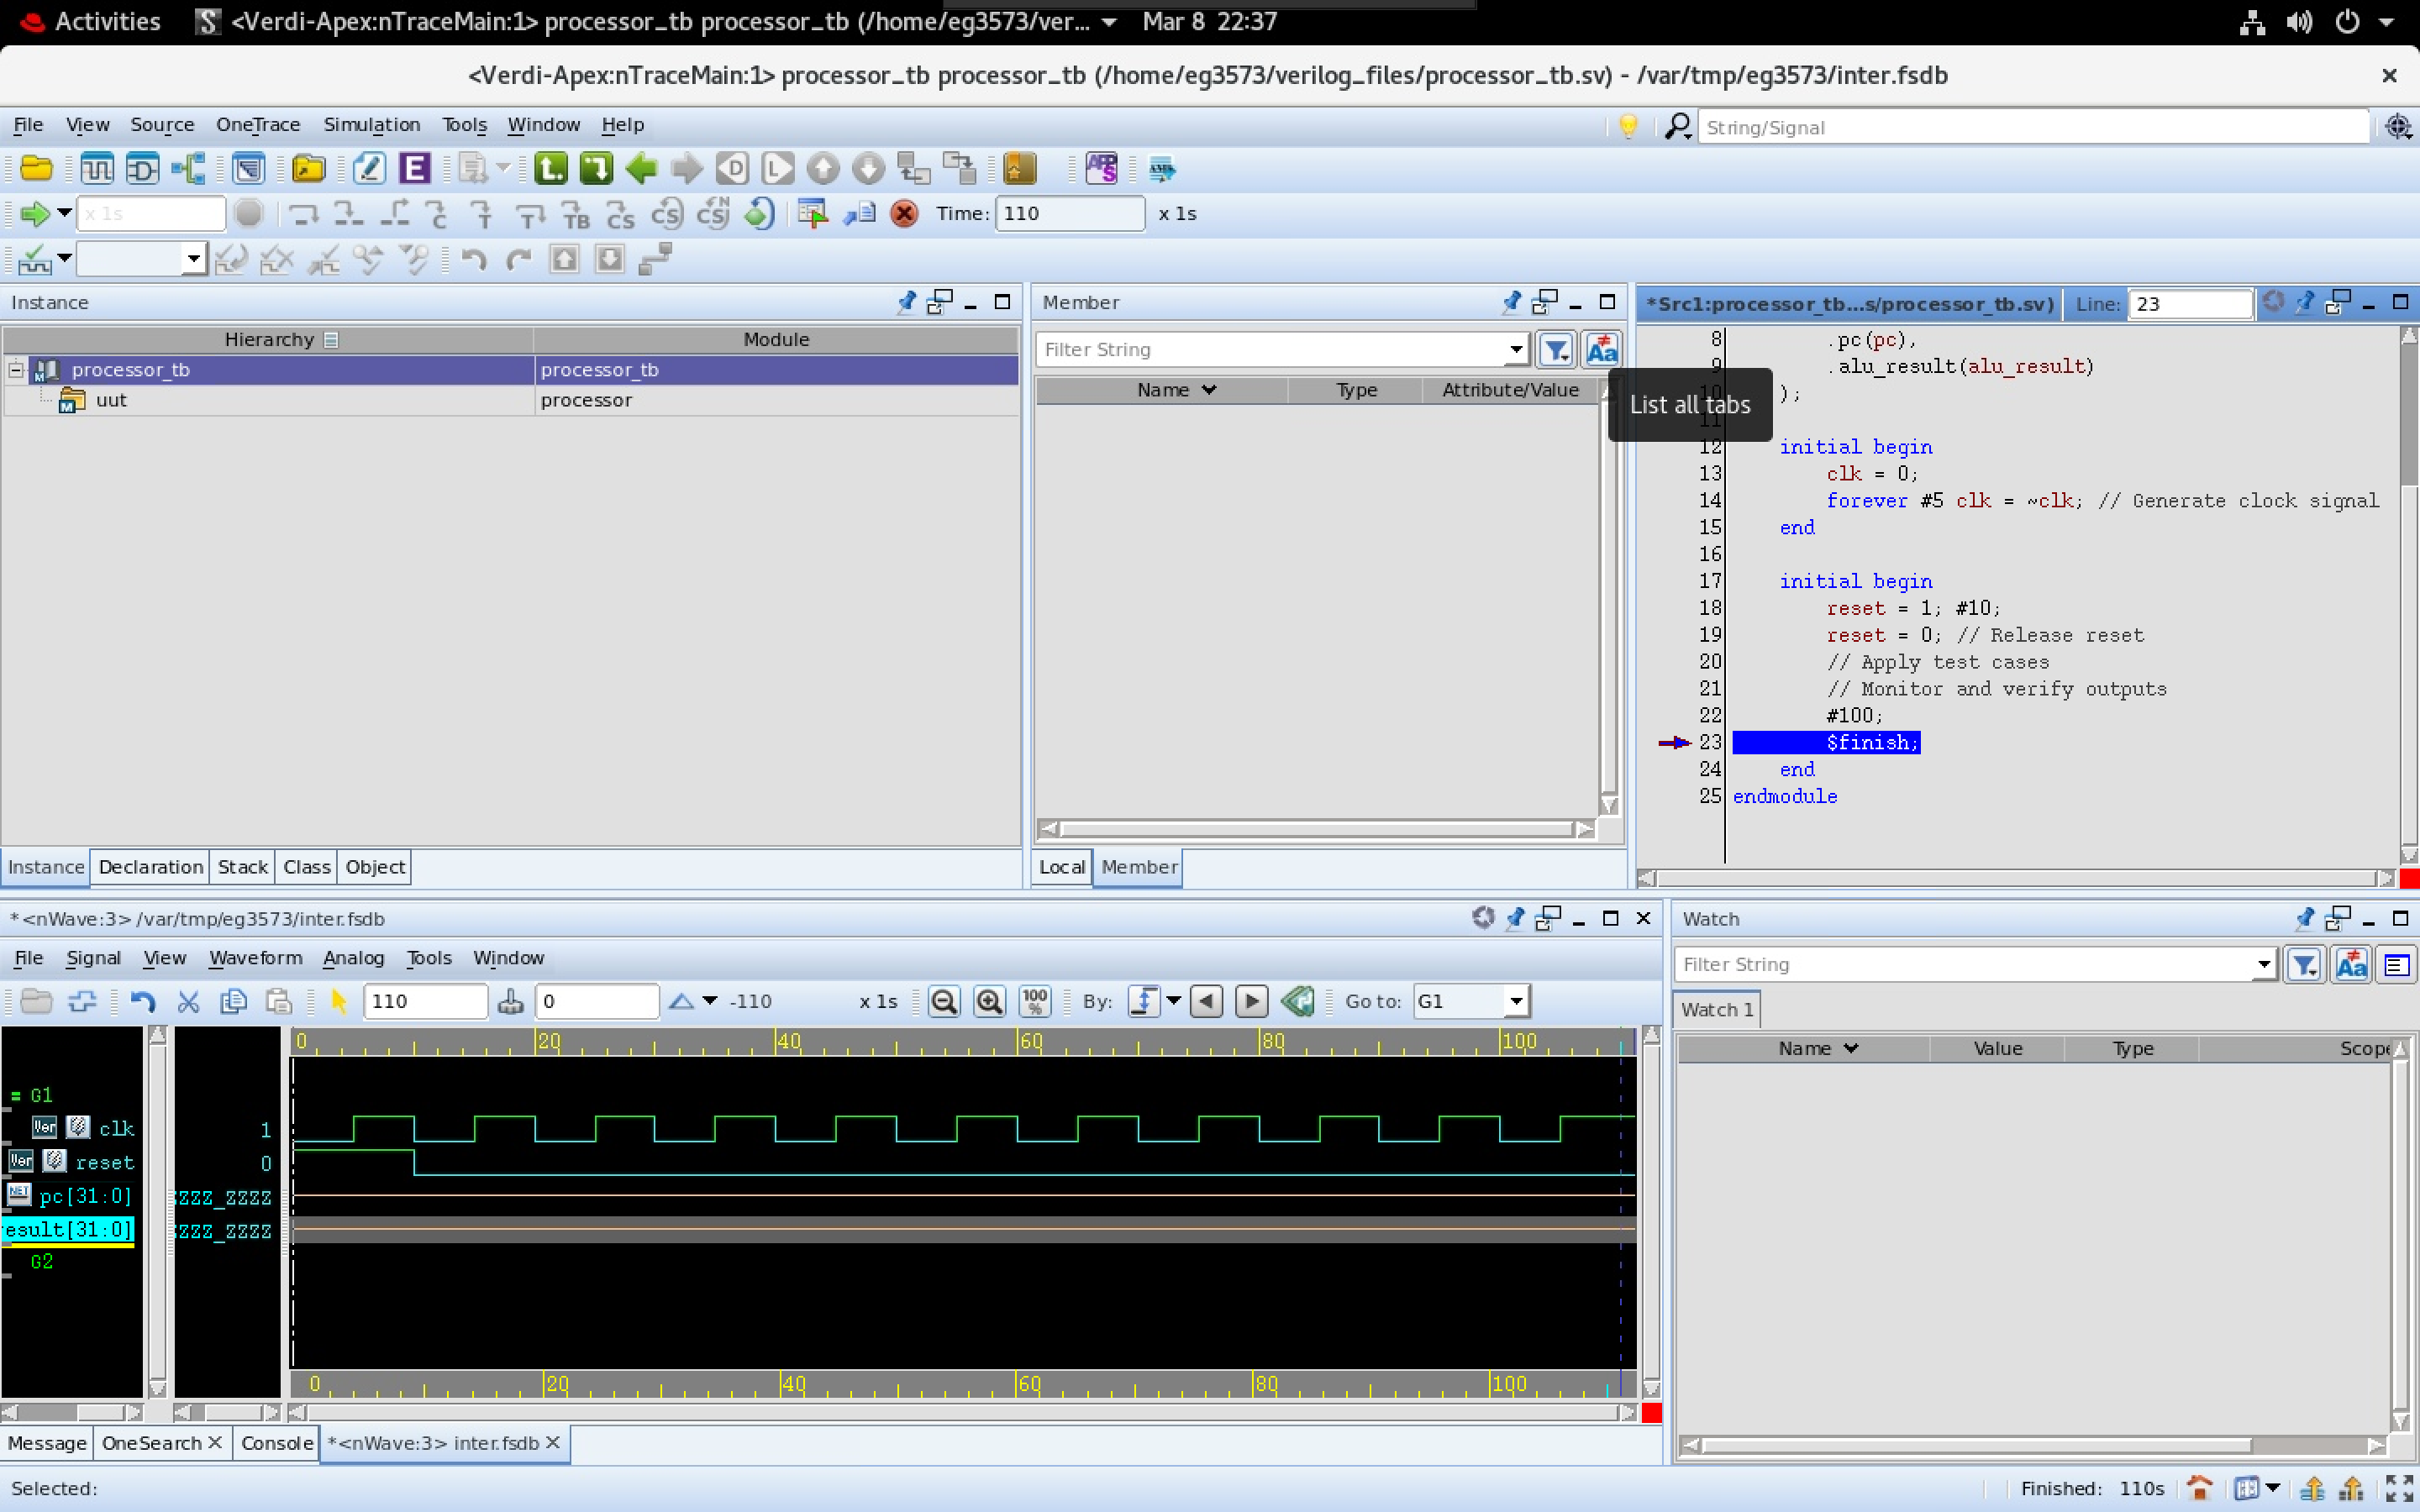 Activities
<Verdi-Apex:nTraceMain:1> processor_tb processor_tb (/home/eg3573/ver...
Mar 8 22:37
<Verdi-Apex:nTraceMain:1> processor_tb processor_tb (/home/eg3573/verilog_files/processor_tb.sv) - /var/tmp/eg3573/inter.fsdb
File View Source OneTrace Simulation Tools Window Help
String/Signal
x 1s
Time: 110 x 1s
Instance
Hierarchy Module
processor_tb processor_tb
uut processor
Instance Declaration Stack Class Object
Member
Filter String
Name Type Attribute/Value
Local Member
List all tabs
*Src1:processor_tb...s/processor_tb.sv) Line: 23
8 .pc(pc),
9 .alu_result(alu_result)
10 );
11
12 initial begin
13 clk = 0;
14 forever #5 clk = ~clk; // Generate clock signal
15 end
16
17 initial begin
18 reset = 1; #10;
19 reset = 0; // Release reset
20 // Apply test cases
21 // Monitor and verify outputs
22 #100;
23 $finish;
24 end
25 endmodule
*<nWave:3> /var/tmp/eg3573/inter.fsdb
File Signal View Waveform Analog Tools Window
110 0 -110 x 1s 100 % By: Go to: G1
0 20 40 60 80 100
= G1
Ver clk 1
Ver reset 0
NET pc[31:0] ZZZ_ZZZZ
esult[31:0] ZZZ_ZZZZ
G2
0 20 40 60 80 100
Message OneSearch Console *<nWave:3> inter.fsdb
Watch
Filter String
Watch 1
Name Value Type Scope
Selected:
Finished: 110s